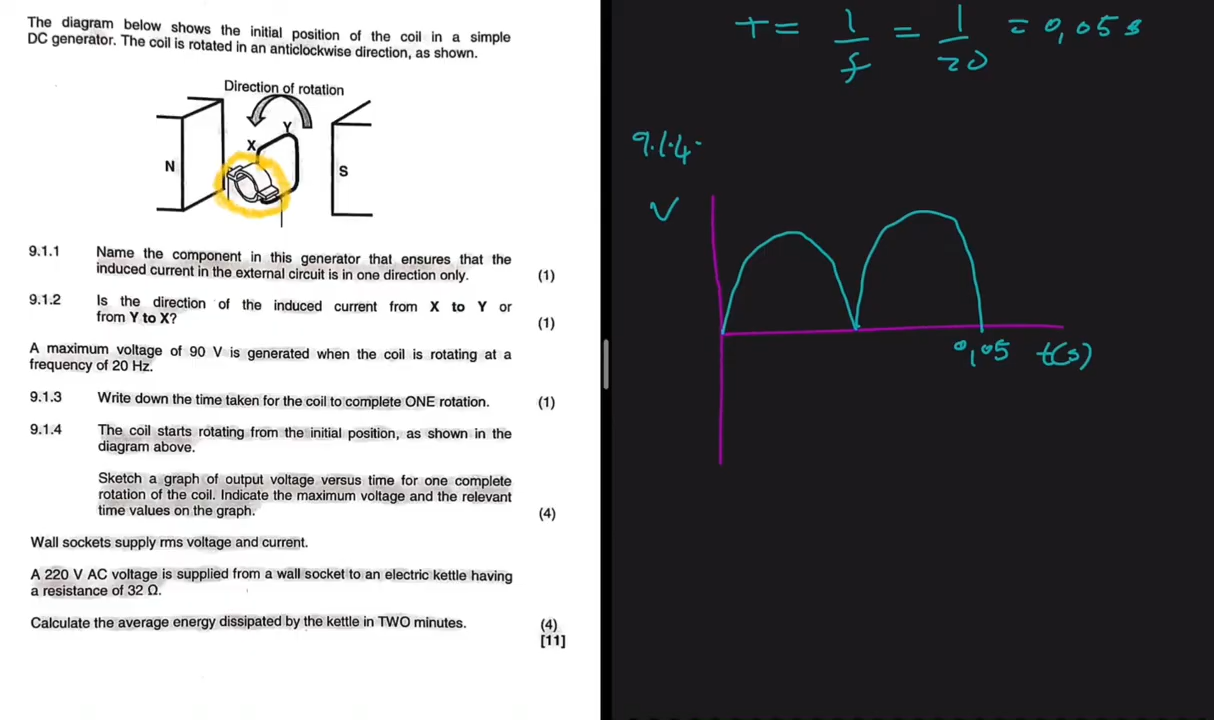 The diagram below shows the initial position of the coil in a simple
DC generator. The coil is rotated in an anticlockwise direction, as shown.
Direction of rotation
Y
X
N
S
9.1.1 Name the component in this generator that ensures that the
induced current in the external circuit is in one direction only. (1)
9.1.2 Is the direction of the induced current from X to Y or
from Y to X? (1)
A maximum voltage of 90 V is generated when the coil is rotating at a
frequency of 20 Hz.
9.1.3 Write down the time taken for the coil to complete ONE rotation. (1)
9.1.4 The coil starts rotating from the initial position, as shown in the
diagram above.
Sketch a graph of output voltage versus time for one complete
rotation of the coil. Indicate the maximum voltage and the relevant
time values on the graph. (4)
Wall sockets supply rms voltage and current.
A 220 V AC voltage is supplied from a wall socket to an electric kettle having
a resistance of 32 Ω.
Calculate the average energy dissipated by the kettle in TWO minutes. (4)
[11]
T = 1/f = 1/20 = 0,05 s
9.1.4.
V
0,05 t(s)